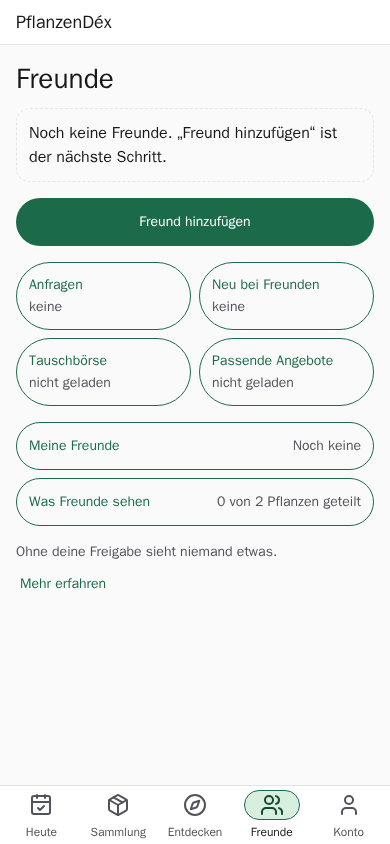 PflanzenDéx
Freunde
Noch keine Freunde. „Freund hinzufügen“ ist
der nächste Schritt.
Freund hinzufügen
Anfragen
keine
Neu bei Freunden
keine
Tauschbörse
nicht geladen
Passende Angebote
nicht geladen
Meine Freunde Noch keine
Was Freunde sehen 0 von 2 Pflanzen geteilt
Ohne deine Freigabe sieht niemand etwas.
Mehr erfahren
Heute Sammlung Entdecken Freunde Konto